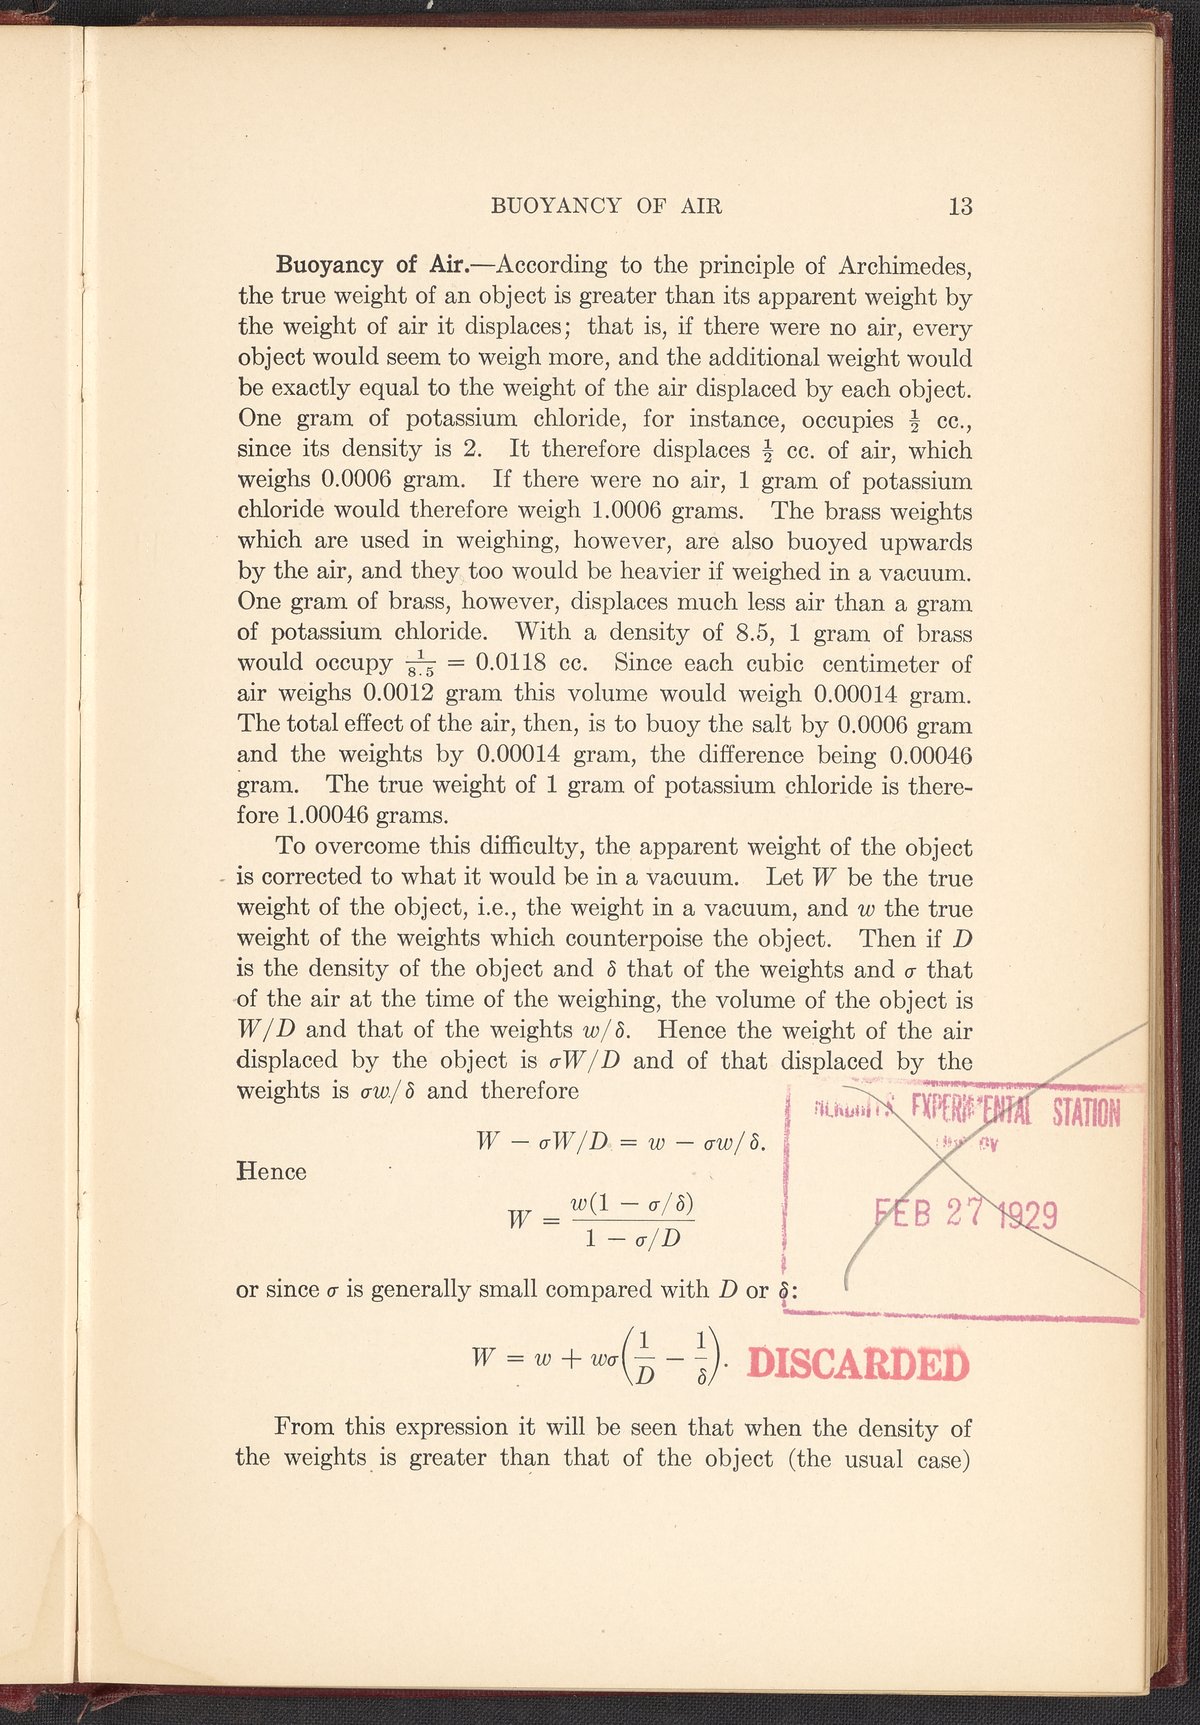 BUOYANCY OF AIR 13
Buoyancy of Air.—According to the principle of Archimedes,
the true weight of an object is greater than its apparent weight by
the weight of air it displaces; that is, if there were no air, every
object would seem to weigh more, and the additional weight would
be exactly equal to the weight of the air displaced by each object.
One gram of potassium chloride, for instance, occupies ½ cc.,
since its density is 2. It therefore displaces ½ cc. of air, which
weighs 0.0006 gram. If there were no air, 1 gram of potassium
chloride would therefore weigh 1.0006 grams. The brass weights
which are used in weighing, however, are also buoyed upwards
by the air, and they too would be heavier if weighed in a vacuum.
One gram of brass, however, displaces much less air than a gram
of potassium chloride. With a density of 8.5, 1 gram of brass
would occupy 1/8.5 = 0.0118 cc. Since each cubic centimeter of
air weighs 0.0012 gram this volume would weigh 0.00014 gram.
The total effect of the air, then, is to buoy the salt by 0.0006 gram
and the weights by 0.00014 gram, the difference being 0.00046
gram. The true weight of 1 gram of potassium chloride is there-
fore 1.00046 grams.
To overcome this difficulty, the apparent weight of the object
is corrected to what it would be in a vacuum. Let W be the true
weight of the object, i.e., the weight in a vacuum, and w the true
weight of the weights which counterpoise the object. Then if D
is the density of the object and δ that of the weights and σ that
of the air at the time of the weighing, the volume of the object is
W/D and that of the weights w/δ. Hence the weight of the air
displaced by the object is σW/D and of that displaced by the
weights is σw/δ and therefore
EXPERIMENTAL STATION
W − σW/D = w − σw/δ.
Hence
W = w(1 − σ/δ) / 1 − σ/D
FEB 27 1929
or since σ is generally small compared with D or δ:
W = w + wσ(1/D − 1/δ). DISCARDED
From this expression it will be seen that when the density of
the weights is greater than that of the object (the usual case)